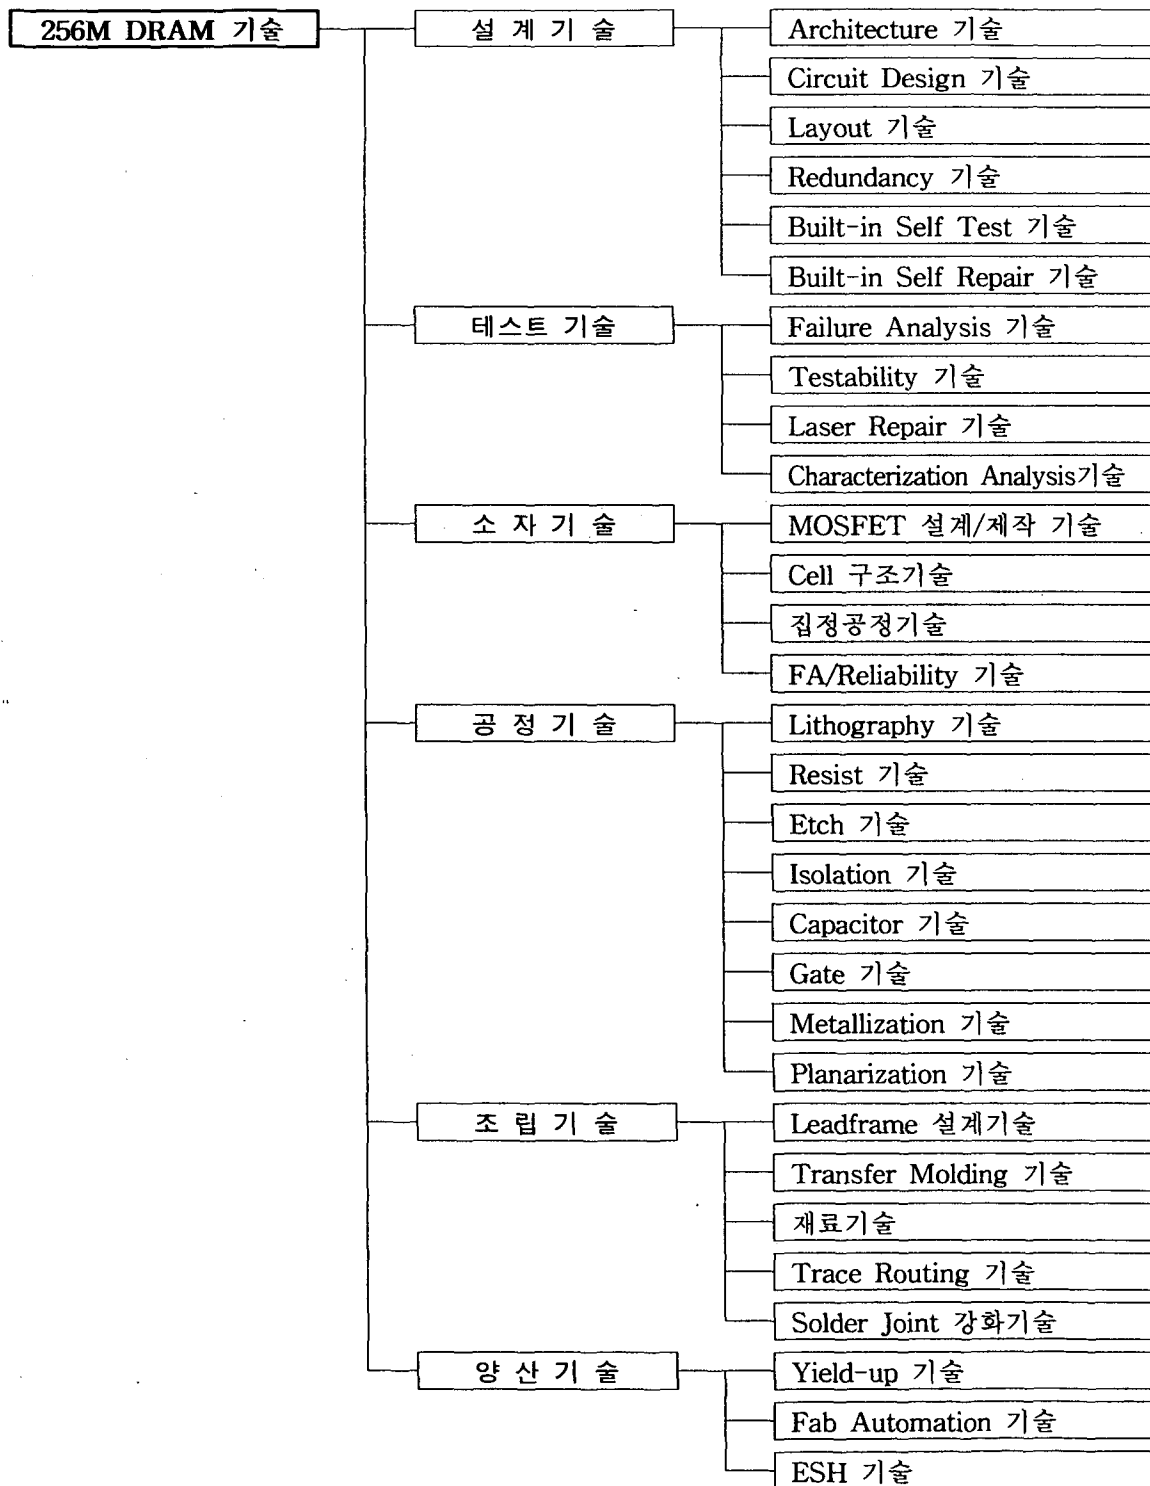 256M DRAM 기술
설 계 기 술
Architecture 기술
Circuit Design 기술
Layout 기술
Redundancy 기술
Built-in Self Test 기술
Built-in Self Repair 기술
테스트 기술
Failure Analysis 기술
Testability 기술
Laser Repair 기술
Characterization Analysis기술
소 자 기 술
MOSFET 설계/제작 기술
Cell 구조기술
집정공정기술
FA/Reliability 기술
공 정 기 술
Lithography 기술
Resist 기술
Etch 기술
Isolation 기술
Capacitor 기술
Gate 기술
Metallization 기술
Planarization 기술
조 립 기 술
Leadframe 설계기술
Transfer Molding 기술
재료기술
Trace Routing 기술
Solder Joint 강화기술
양 산 기 술
Yield-up 기술
Fab Automation 기술
ESH 기술